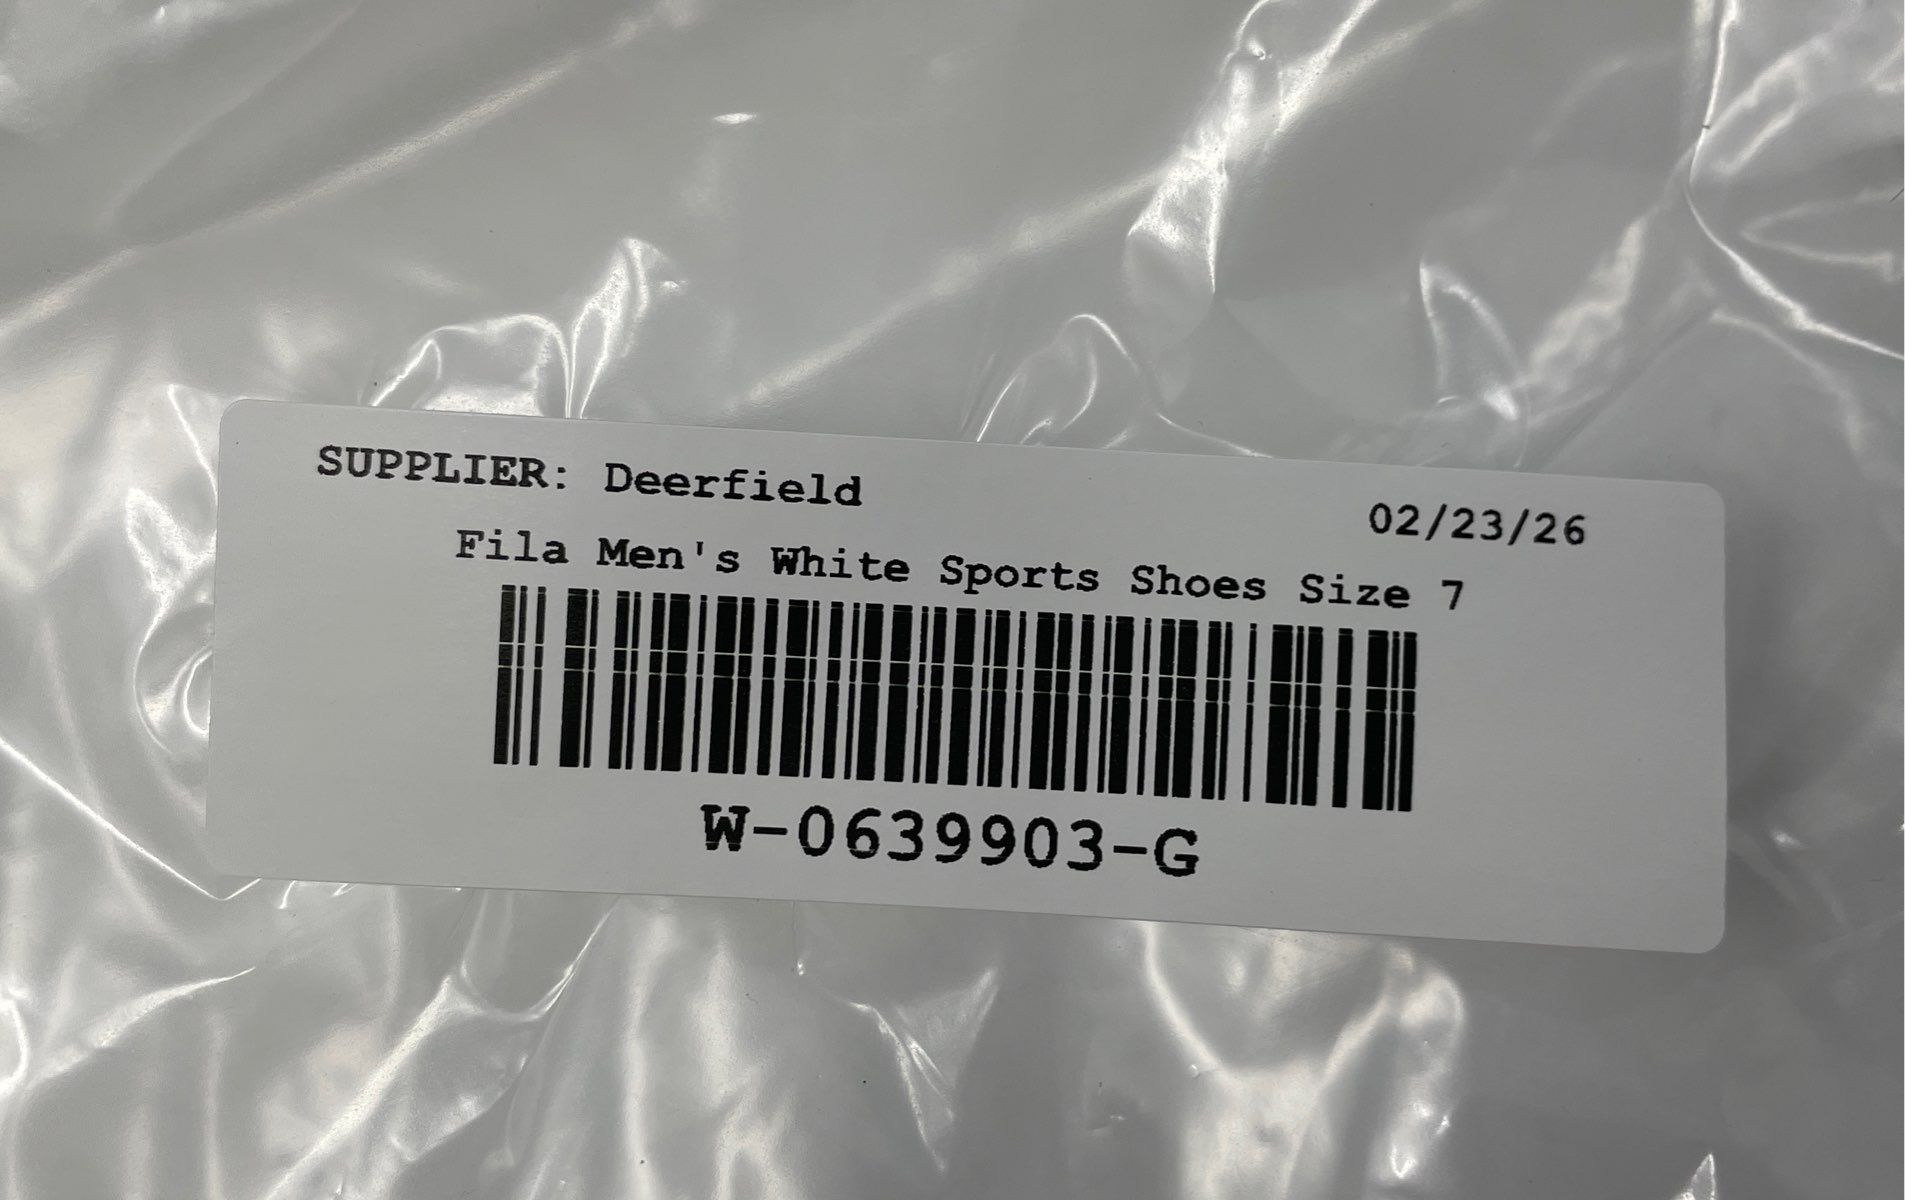 SUPPLIER: Deerfield
02/23/26
Fila Men's White Sports Shoes Size 7
W-0639903-G